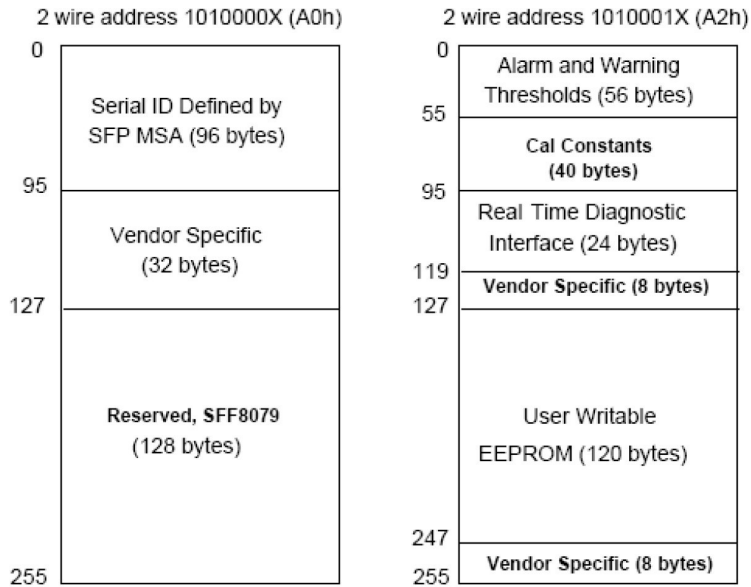 2 wire address 1010000X (A0h)
0
Serial ID Defined by
SFP MSA (96 bytes)
95
Vendor Specific
(32 bytes)
127
Reserved, SFF8079
(128 bytes)
255
2 wire address 1010001X (A2h)
0
Alarm and Warning
Thresholds (56 bytes)
55
Cal Constants
(40 bytes)
95
Real Time Diagnostic
Interface (24 bytes)
119
Vendor Specific (8 bytes)
127
User Writable
EEPROM (120 bytes)
247
Vendor Specific (8 bytes)
255